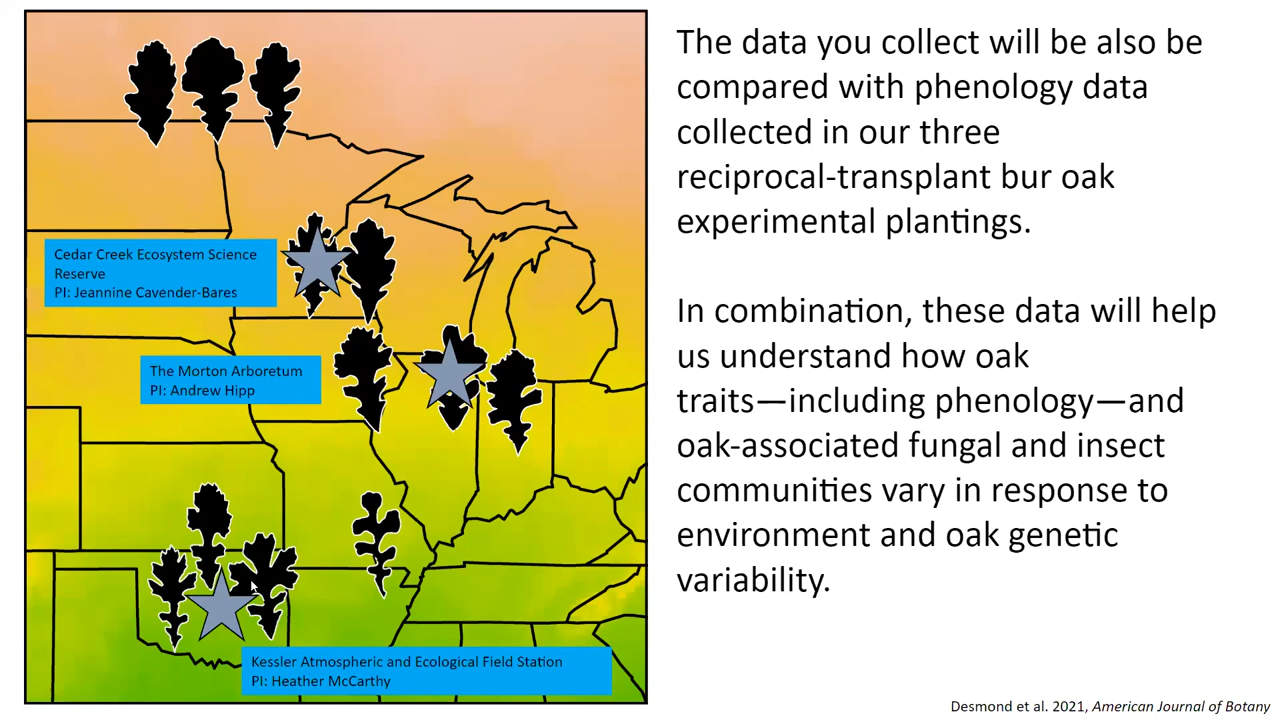 The data you collect will be also be
compared with phenology data
collected in our three
reciprocal-transplant bur oak
experimental plantings.
In combination, these data will help
us understand how oak
traits—including phenology—and
oak-associated fungal and insect
communities vary in response to
environment and oak genetic
variability.
Cedar Creek Ecosystem Science
Reserve
PI: Jeannine Cavender-Bares
The Morton Arboretum
PI: Andrew Hipp
Kessler Atmospheric and Ecological Field Station
PI: Heather McCarthy
Desmond et al. 2021, American Journal of Botany